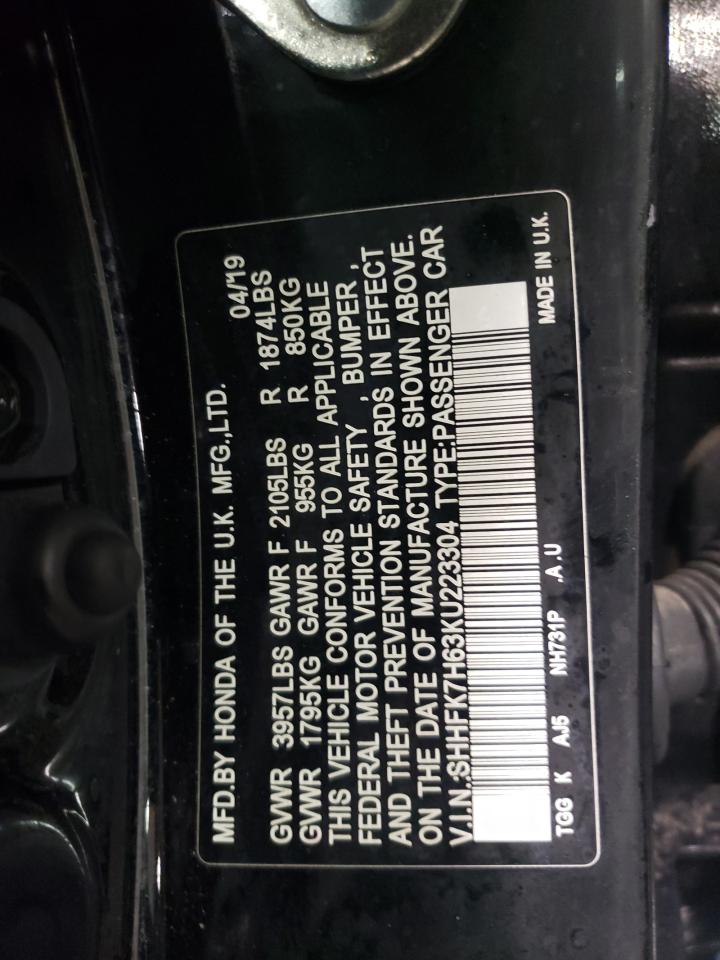 MFD.BY HONDA OF THE U.K. MFG.,LTD. 04/19
GVWR 3957LBS GAWR F 2105LBS R 1874LBS
GVWR 1795KG GAWR F 955KG R 850KG
THIS VEHICLE CONFORMS TO ALL APPLICABLE
FEDERAL MOTOR VEHICLE SAFETY , BUMPER ,
AND THEFT PREVENTION STANDARDS IN EFFECT
ON THE DATE OF MANUFACTURE SHOWN ABOVE.
V.I.N.:SHHFK7H63KU223304 TYPE:PASSENGER CAR
TGG K AJ5 NH731P .A.U MADE IN U.K.